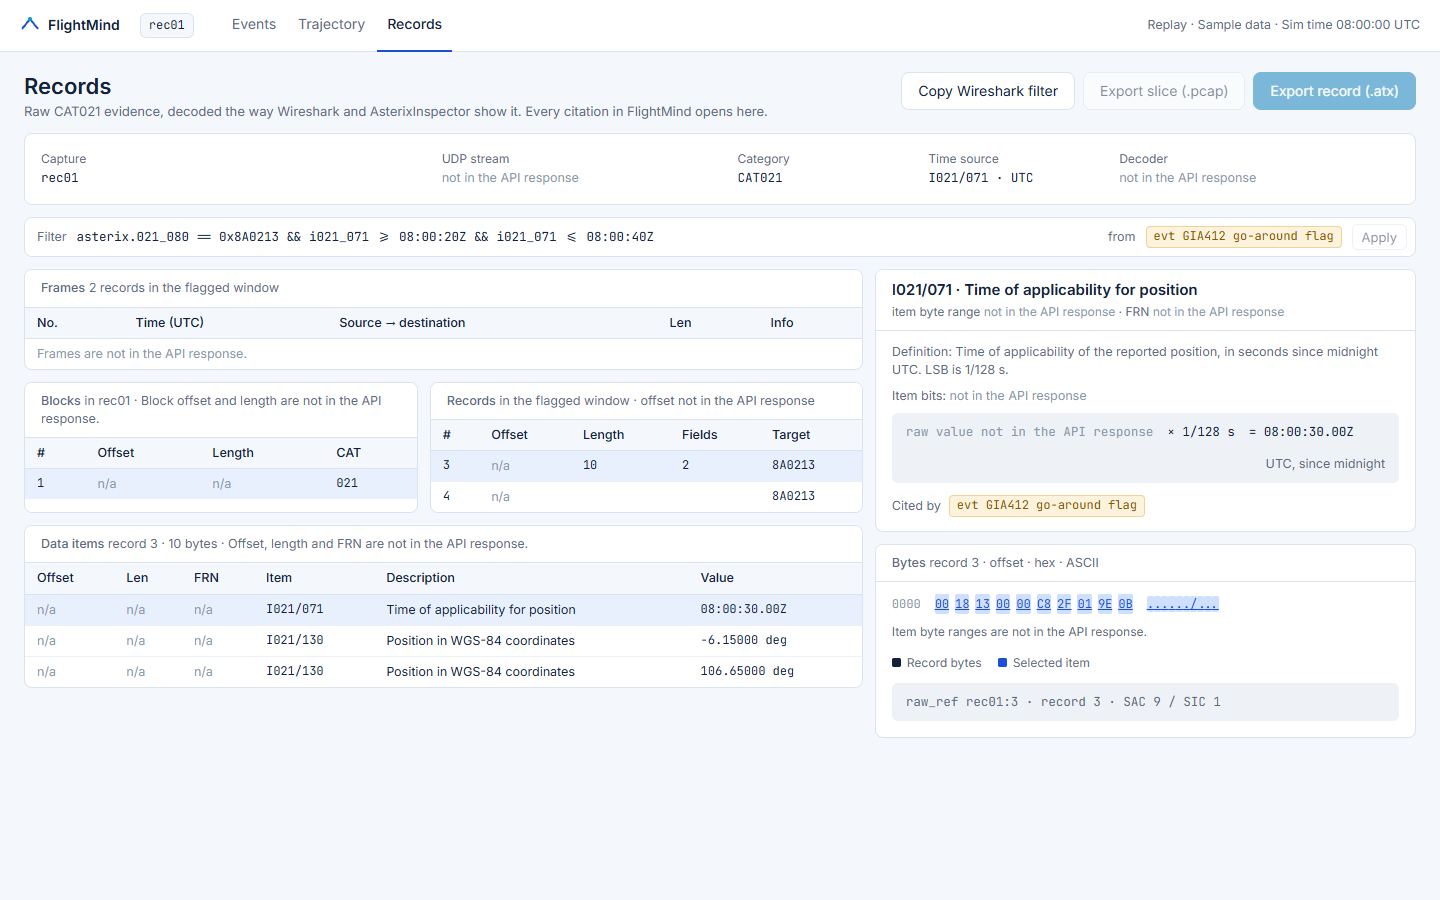 FlightMind rec01 Events Trajectory Records Replay · Sample data · Sim time 08:00:00 UTC
Records
Raw CAT021 evidence, decoded the way Wireshark and AsterixInspector show it. Every citation in FlightMind opens here.
Copy Wireshark filter Export slice (.pcap) Export record (.atx)
Capture UDP stream Category Time source Decoder
rec01 not in the API response CAT021 I021/071 · UTC not in the API response
Filter asterix.021_080 == 0x8A0213 && i021_071 >= 08:00:20Z && i021_071 <= 08:00:40Z from evt GIA412 go-around flag Apply
Frames 2 records in the flagged window
No. Time (UTC) Source → destination Len Info
Frames are not in the API response.
Blocks in rec01 · Block offset and length are not in the API
response.
# Offset Length CAT
1 n/a n/a 021
Records in the flagged window · offset not in the API response
# Offset Length Fields Target
3 n/a 10 2 8A0213
4 n/a 8A0213
Data items record 3 · 10 bytes · Offset, length and FRN are not in the API response.
Offset Len FRN Item Description Value
n/a n/a n/a I021/071 Time of applicability for position 08:00:30.00Z
n/a n/a n/a I021/130 Position in WGS-84 coordinates -6.15000 deg
n/a n/a n/a I021/130 Position in WGS-84 coordinates 106.65000 deg
I021/071 · Time of applicability for position
item byte range not in the API response · FRN not in the API response
Definition: Time of applicability of the reported position, in seconds since midnight
UTC. LSB is 1/128 s.
Item bits: not in the API response
raw value not in the API response × 1/128 s = 08:00:30.00Z
UTC, since midnight
Cited by evt GIA412 go-around flag
Bytes record 3 · offset · hex · ASCII
0000 00 18 13 00 00 C8 2F 01 9E 0B ....../...
Item byte ranges are not in the API response.
Record bytes Selected item
raw_ref rec01:3 · record 3 · SAC 9 / SIC 1